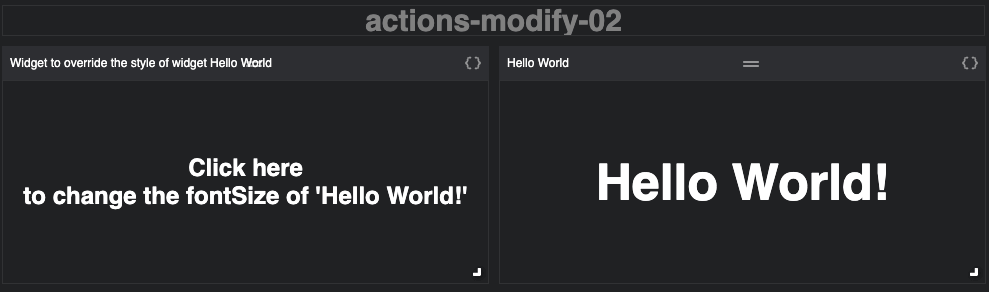 actions-modify-02
Widget to override the style of widget Hello World
{}
Hello World
{}
Click here
to change the fontSize of 'Hello World!'
Hello World!